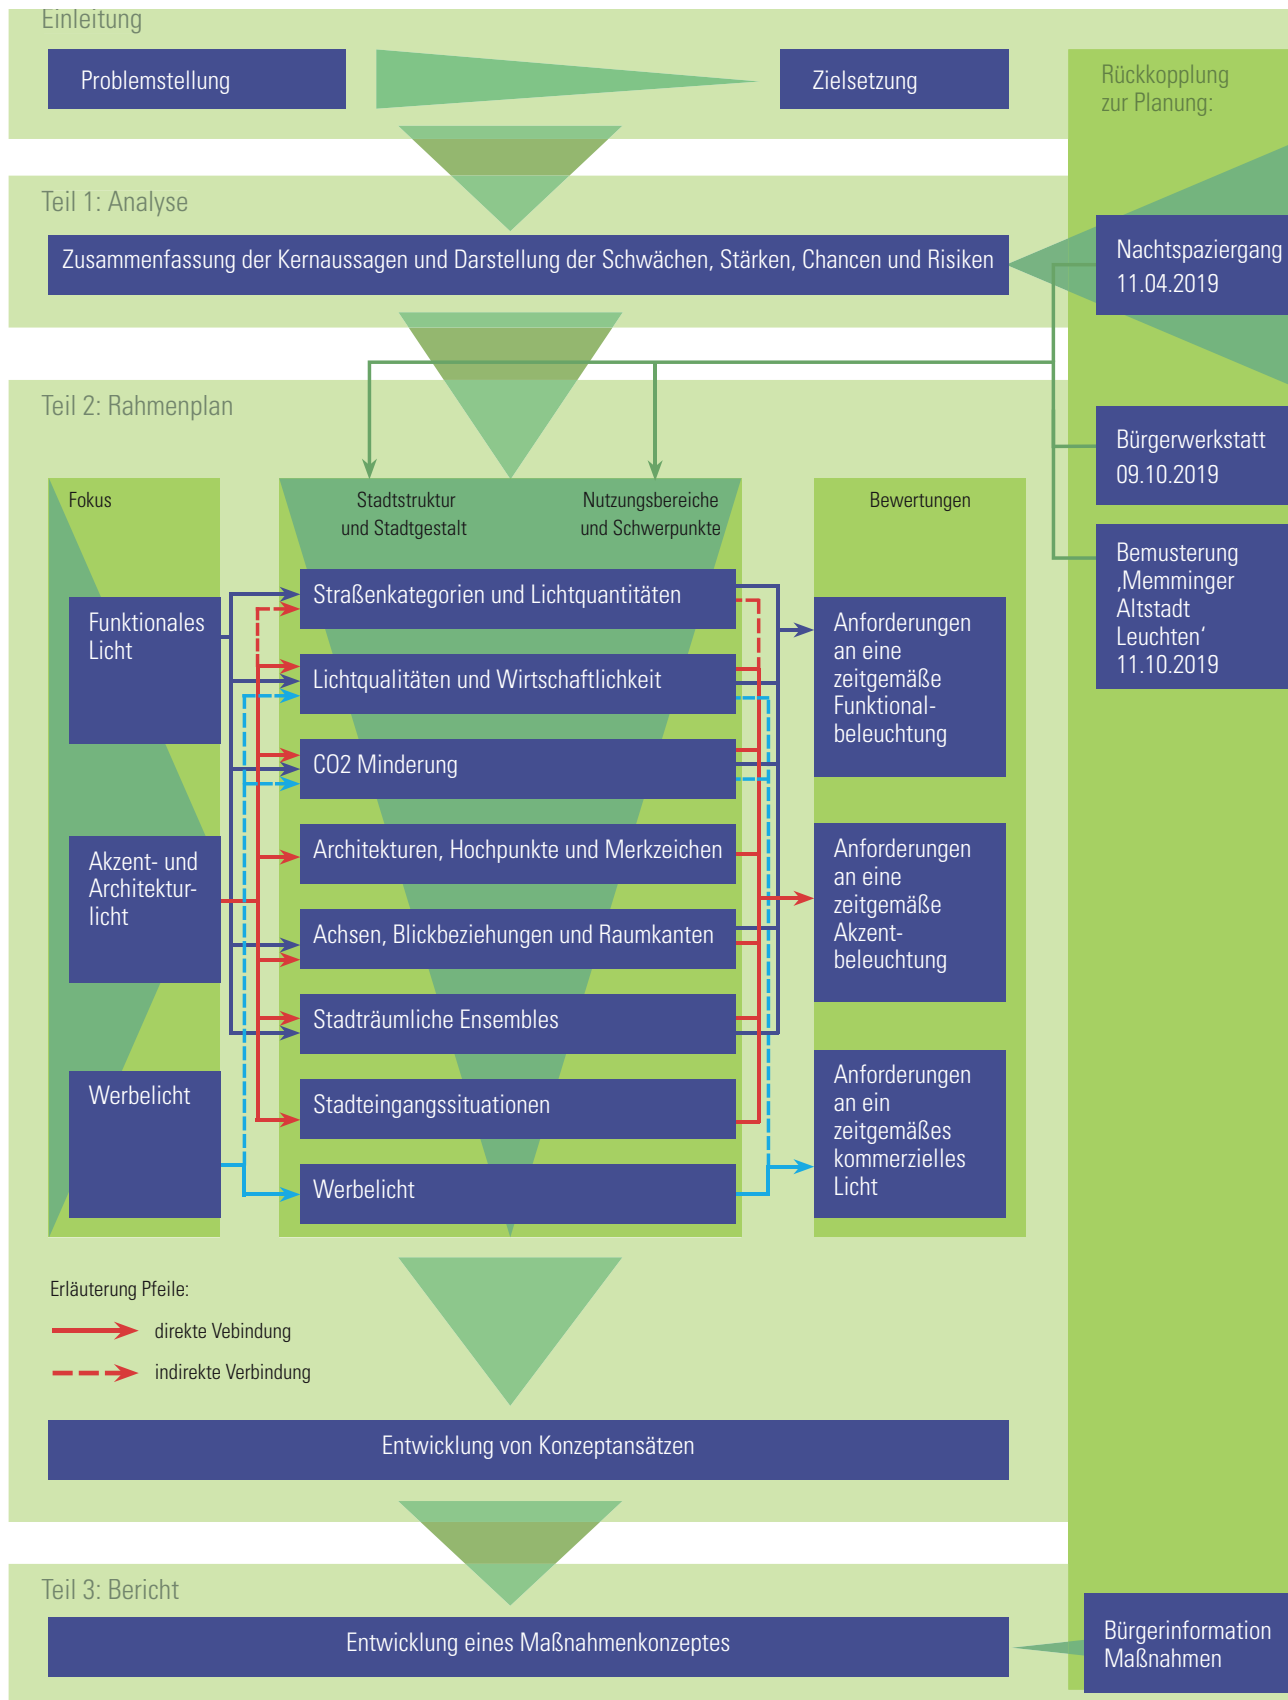 Einleitung
Problemstellung
Zielsetzung
Rückkopplung
zur Planung:
Teil 1: Analyse
Zusammenfassung der Kernaussagen und Darstellung der Schwächen, Stärken, Chancen und Risiken
Nachtspaziergang
11.04.2019
Teil 2: Rahmenplan
Bürgerwerkstatt
09.10.2019
Bemusterung
‚Memminger
Altstadt
Leuchten‘
11.10.2019
Fokus
Stadtstruktur
und Stadtgestalt
Nutzungsbereiche
und Schwerpunkte
Bewertungen
Funktionales
Licht
Akzent- und
Architektur-
licht
Werbelicht
Straßenkategorien und Lichtquantitäten
Lichtqualitäten und Wirtschaftlichkeit
CO2 Minderung
Architekturen, Hochpunkte und Merkzeichen
Achsen, Blickbeziehungen und Raumkanten
Stadträumliche Ensembles
Stadteingangssituationen
Werbelicht
Anforderungen
an eine
zeitgemäße
Funktional-
beleuchtung
Anforderungen
an eine
zeitgemäße
Akzent-
beleuchtung
Anforderungen
an ein
zeitgemäßes
kommerzielles
Licht
Erläuterung Pfeile:
direkte Vebindung
indirekte Verbindung
Entwicklung von Konzeptansätzen
Teil 3: Bericht
Entwicklung eines Maßnahmenkonzeptes
Bürgerinformation
Maßnahmen